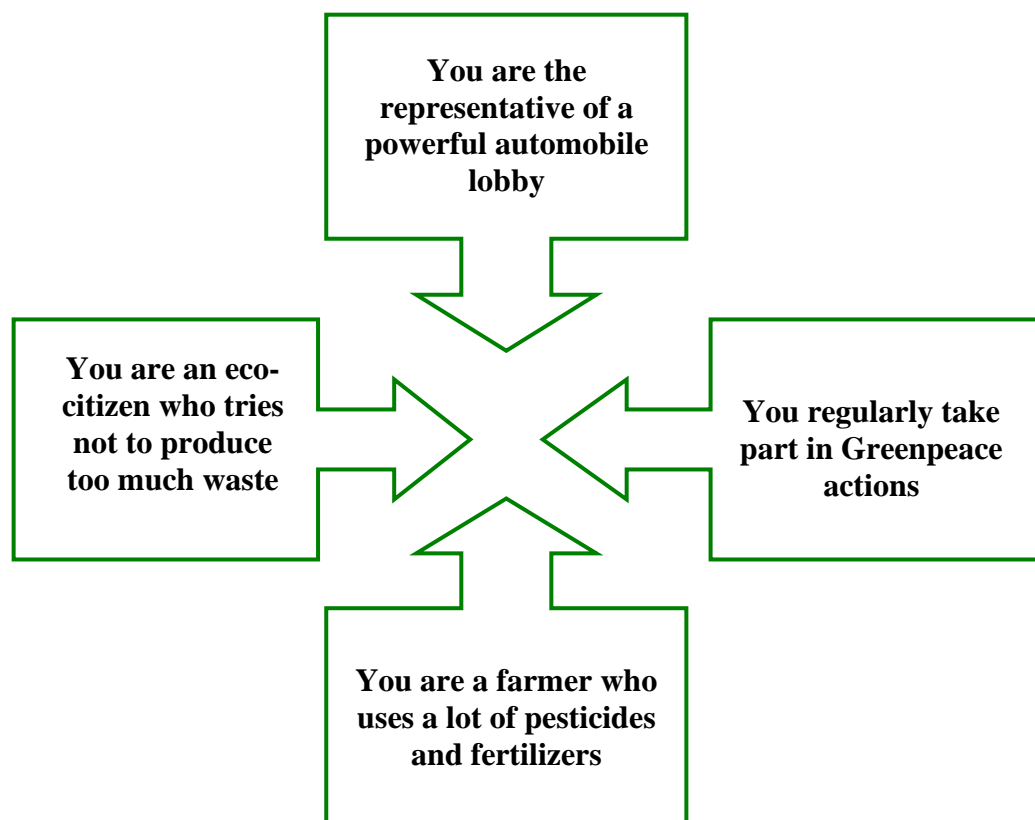 You are the
representative of a
powerful automobile
lobby
You are an eco-
citizen who tries
not to produce
too much waste
You regularly take
part in Greenpeace
actions
You are a farmer who
uses a lot of pesticides
and fertilizers